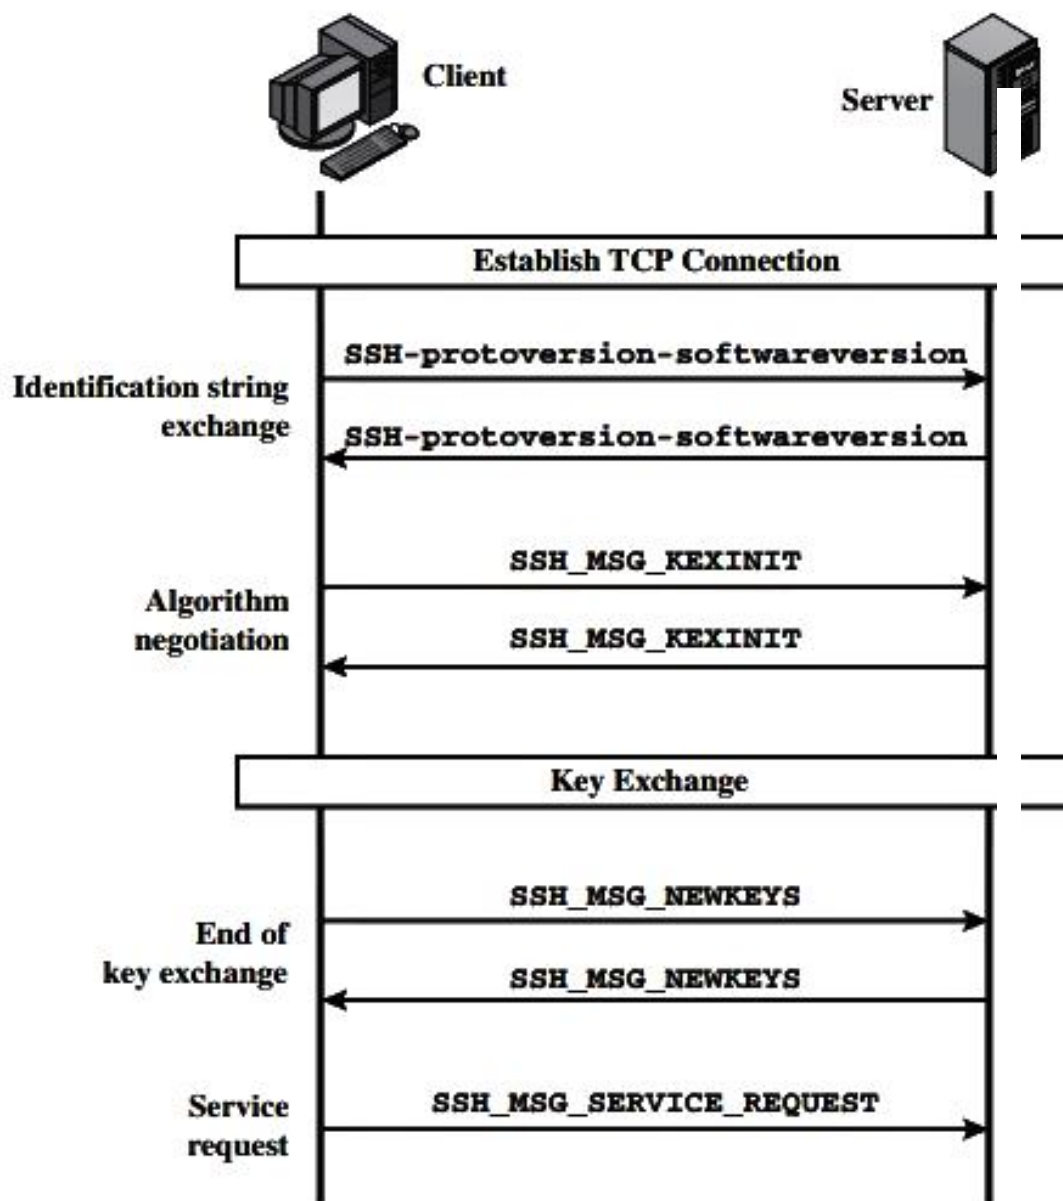 Client
Server
Establish TCP Connection
SSH-protoversion-softwareversion
Identification string
exchange
SSH-protoversion-softwareversion
SSH_MSG_KEXINIT
Algorithm
negotiation
SSH_MSG_KEXINIT
Key Exchange
SSH_MSG_NEWKEYS
End of
key exchange
SSH_MSG_NEWKEYS
SSH_MSG_SERVICE_REQUEST
Service
request